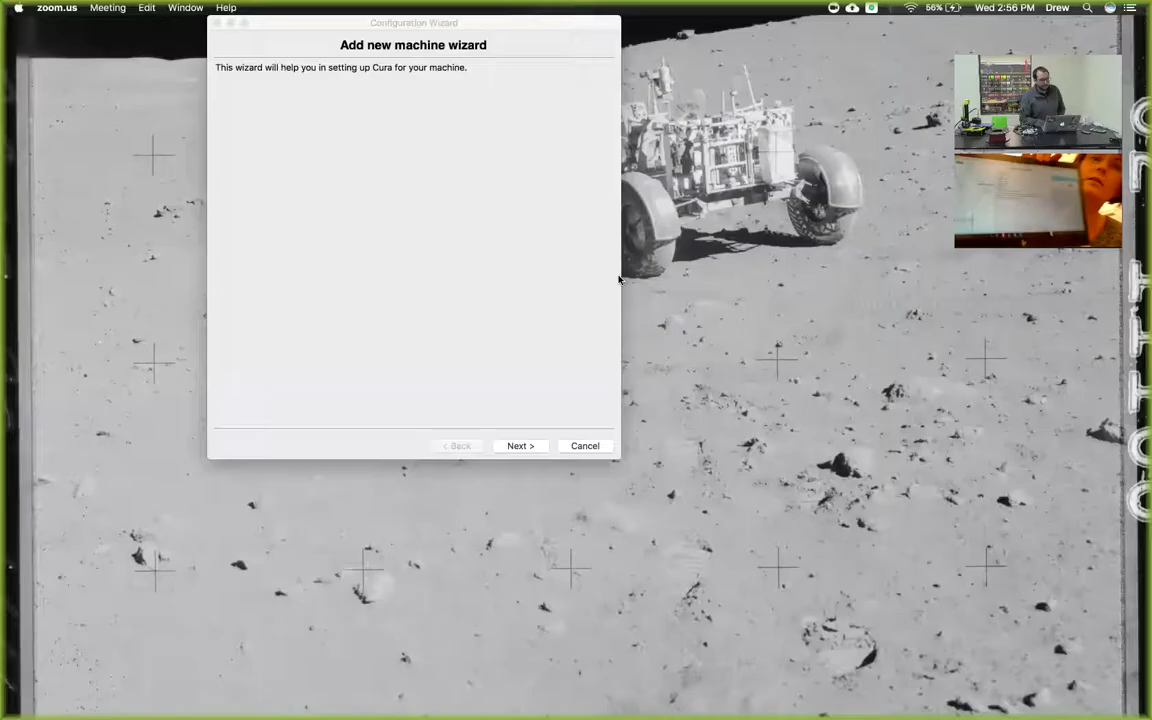 zoom.us Meeting Edit Window Help 56% Wed 2:56 PM Drew
Configuration Wizard
Add new machine wizard
This wizard will help you in setting up Cura for your machine.
< Back Next > Cancel